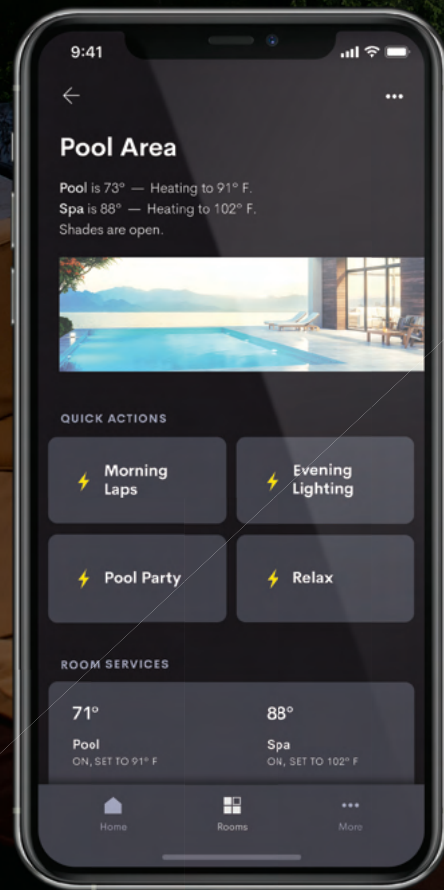 9:41
Pool Area
Pool is 73° — Heating to 91° F.
Spa is 88° — Heating to 102° F.
Shades are open.
QUICK ACTIONS
Morning
Laps
Evening
Lighting
Pool Party
Relax
ROOM SERVICES
71°
88°
Pool
Spa
ON, SET TO 91° F
ON, SET TO 102° F
Home
Rooms
More